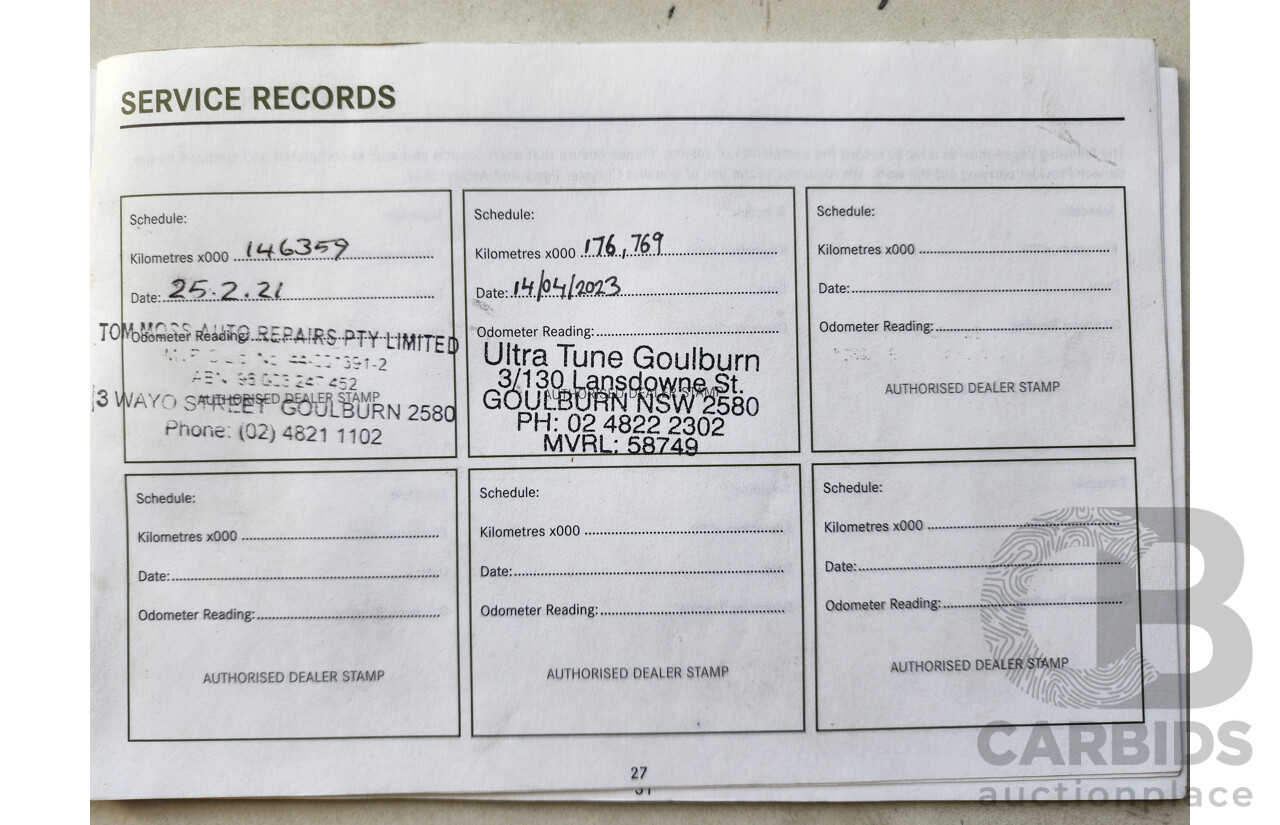 SERVICE RECORDS
Schedule:
Kilometres x000 146359
Date: 25.2.21
Odometer Reading:
TOM MOSS AUTO REPAIRS PTY LIMITED
AUTHORISED DEALER STAMP
3 WAYO STREET GOULBURN 2580
Phone: (02) 4821 1102
Schedule:
Kilometres x000 176,769
Date: 14/04/2023
Odometer Reading:
Ultra Tune Goulburn
3/130 Lansdowne St.
AUTHORISED DEALER STAMP
GOULBURN NSW 2580
PH: 02 4822 2302
MVRL: 58749
Schedule:
Kilometres x000
Date:
Odometer Reading:
AUTHORISED DEALER STAMP
Schedule:
Kilometres x000
Date:
Odometer Reading:
AUTHORISED DEALER STAMP
Schedule:
Kilometres x000
Date:
Odometer Reading:
AUTHORISED DEALER STAMP
Schedule:
Kilometres x000
Date:
Odometer Reading:
AUTHORISED DEALER STAMP
27
31
CARBIDS
auctionplace